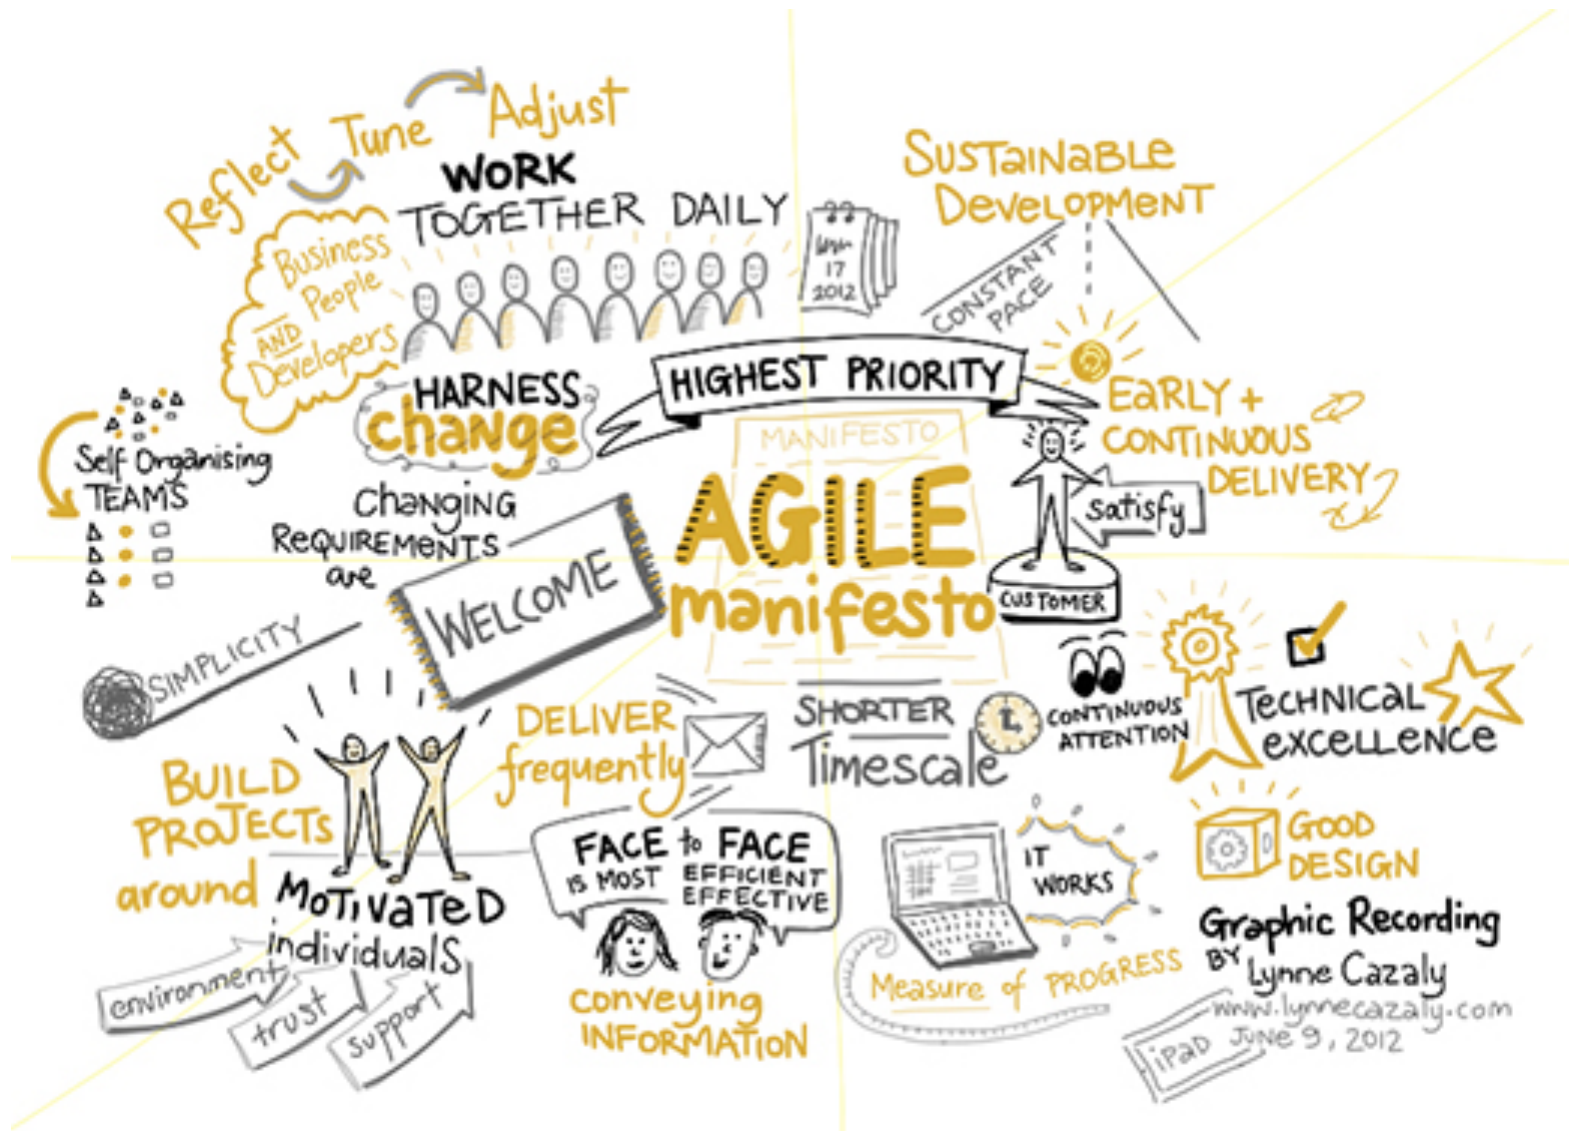 Reflect Tune Adjust
WORK
TOGETHER DAILY
Business
People
AND
Developers
17
2012
SUSTaiNaBLe
DeveLOPMENT
CONSTANT
PACE
HARNESS
change
HIGHEST PRIORITY
EaRLY +
CONTINUOUS
DELIVERY
Satisfy
CUSTOMER
MANIFESTO
AGILE
manifesto
Self Organising
TEAMS
Changing
ReQUIREMENTS
are
WELCOME
SIMPLICITY
BUILD
PROJECTS
around
MoTIVaTeD
individuals
environment
trust
support
DELIVER
frequently
SHORTER
Timescale
CONTINUOUS
ATTENTION
TeCHNICaL
exceLLeNce
FACE to FACE
IS MOST EFFICIENT
EFFECTIVE
conveying
INFORMATION
IT
WORKS
Measure of PROGRESS
GOOD
DESIGN
Graphic Recording
BY Lynne Cazaly
www.lynnecazaly.com
JUNe 9, 2012
iPaD